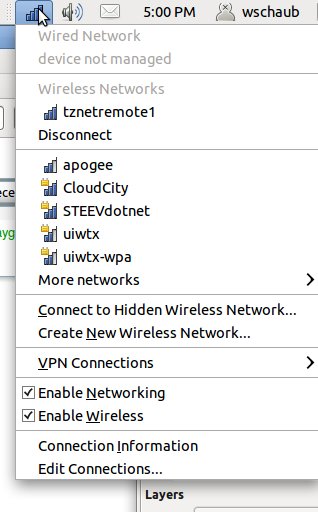 5:00 PM wschaub
Wired Network
device not managed
Wireless Networks
tznetremote1
Disconnect
apogee
CloudCity
STEEVdotnet
uiwtx
uiwtx-wpa
More networks
Connect to Hidden Wireless Network...
Create New Wireless Network...
VPN Connections
Enable Networking
Enable Wireless
Connection Information
Edit Connections...
Layers